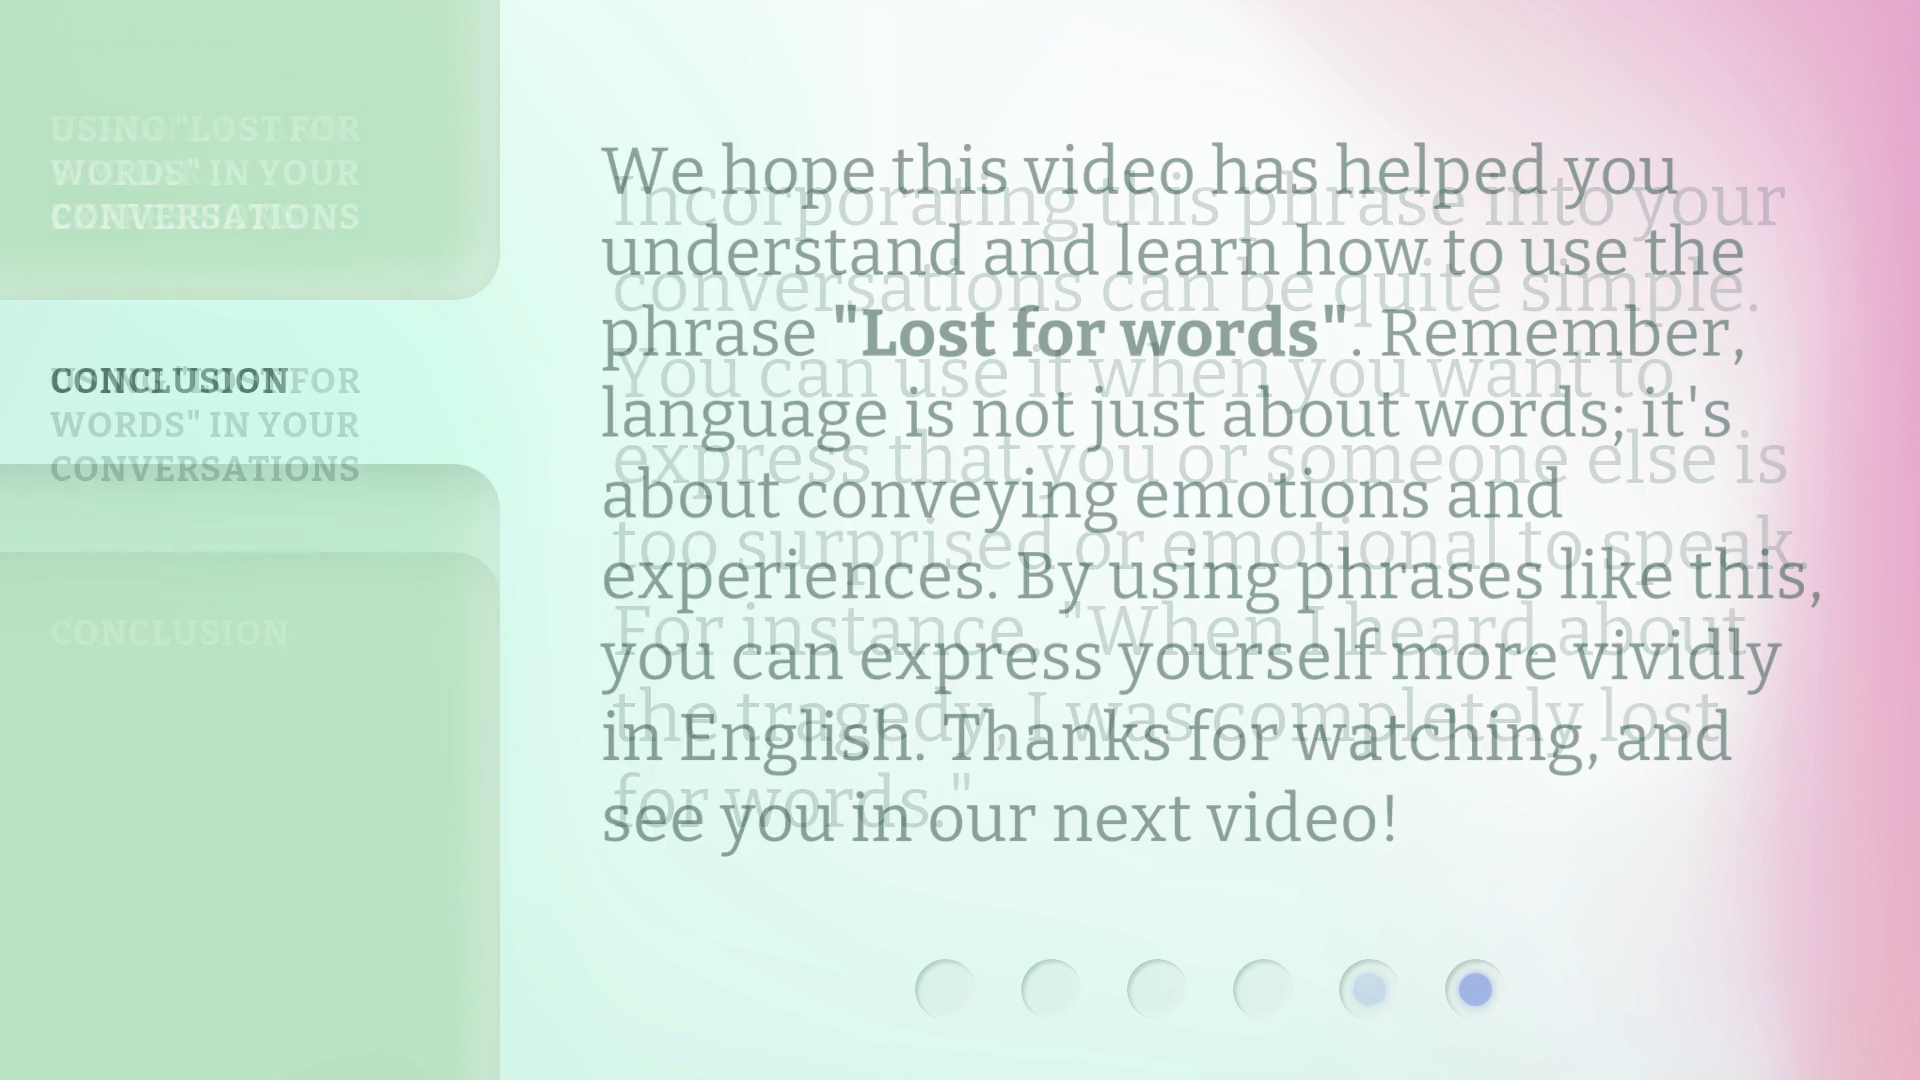 USING "LOST FOR
WORDS" IN YOUR
CONVERSATIONS
CONCLUSION
USING "LOST FOR
WORDS" IN YOUR
CONVERSATIONS
CONCLUSION
We hope this video has helped you
understand and learn how to use the
phrase "Lost for words". Remember,
language is not just about words; it's
about conveying emotions and
experiences. By using phrases like this,
you can express yourself more vividly
in English. Thanks for watching, and
see you in our next video!
Incorporating this phrase into your
conversations can be quite simple.
You can use it when you want to
express that you or someone else is
too surprised or emotional to speak.
For instance, "When I heard about
the tragedy, I was completely lost
for words."